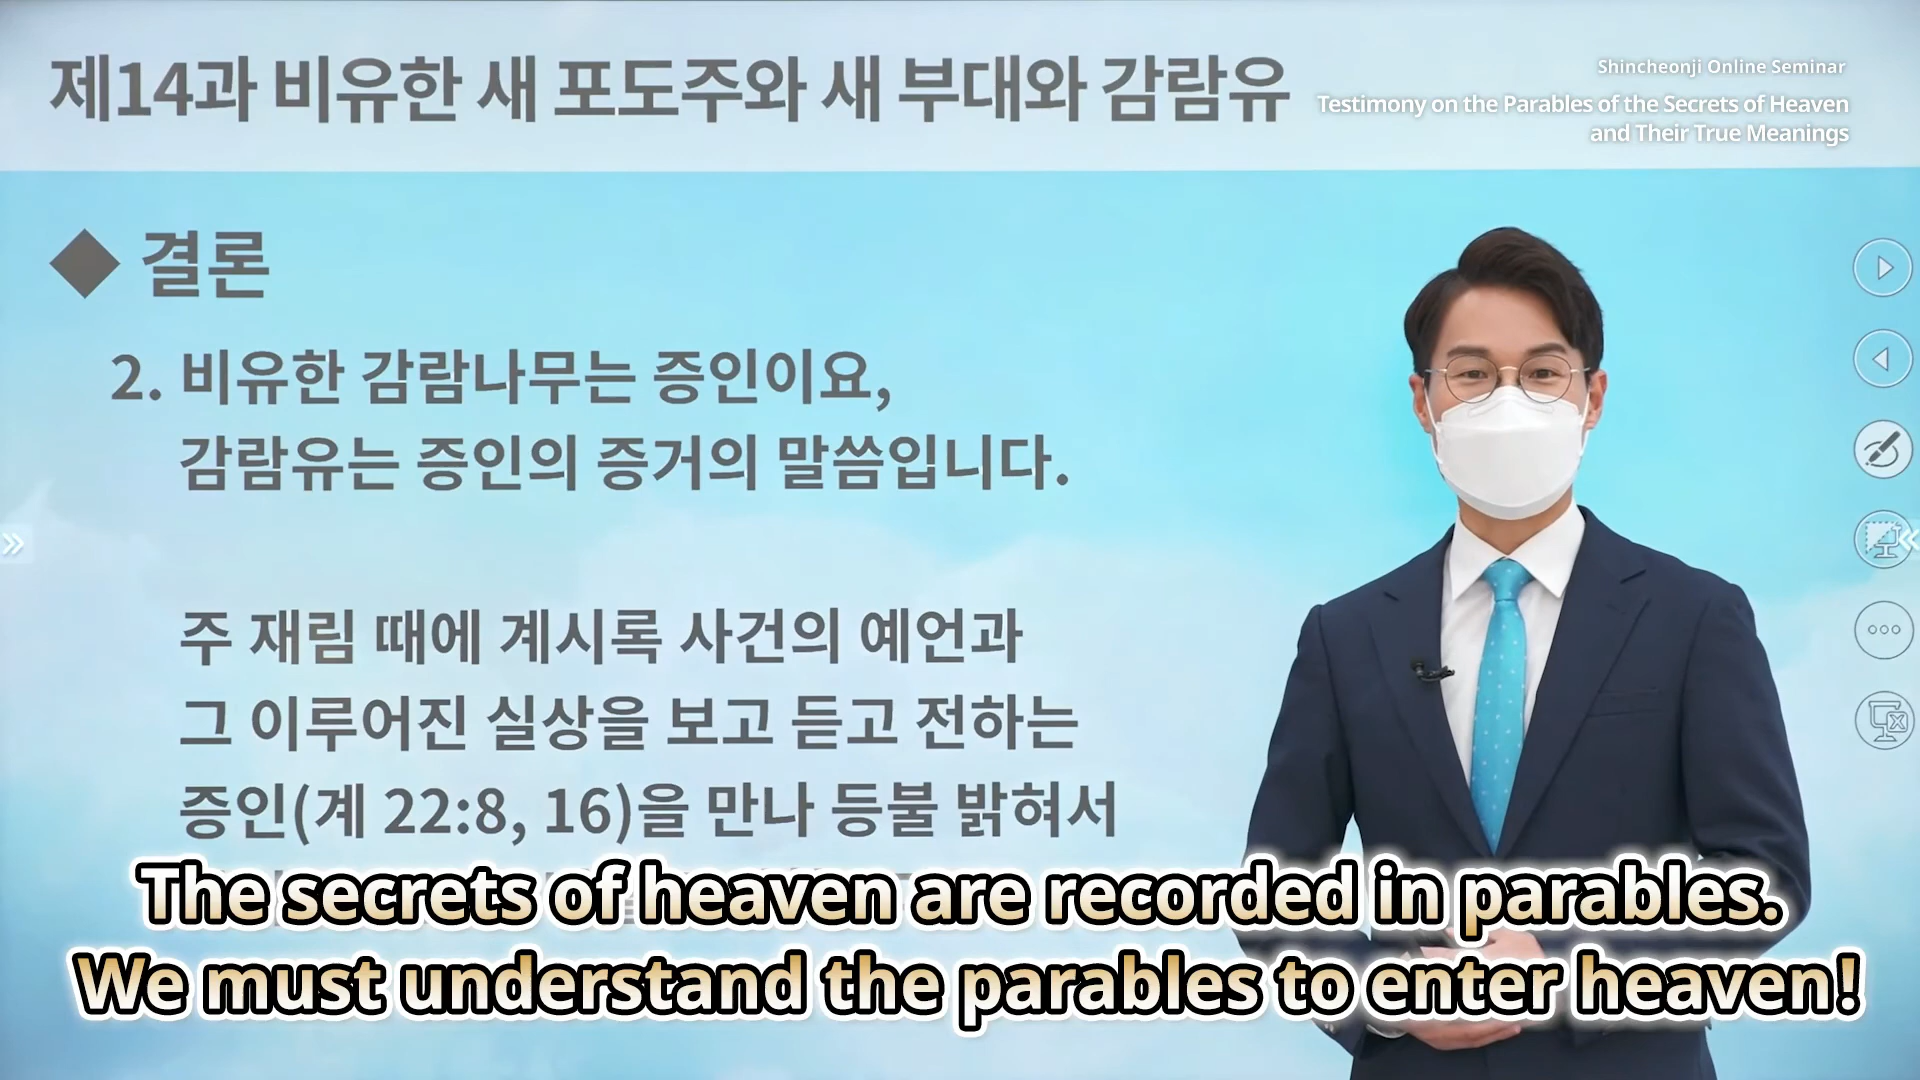 제14과 비유한 새 포도주와 새 부대와 감람유
Shincheonji Online Seminar
Testimony on the Parables of the Secrets of Heaven
and Their True Meanings
◆ 결론
2. 비유한 감람나무는 증인이요,
감람유는 증인의 증거의 말씀입니다.
주 재림 때에 계시록 사건의 예언과
그 이루어진 실상을 보고 듣고 전하는
증인(계 22:8, 16)을 만나 등불 밝혀서
The secrets of heaven are recorded in parables.
We must understand the parables to enter heaven!